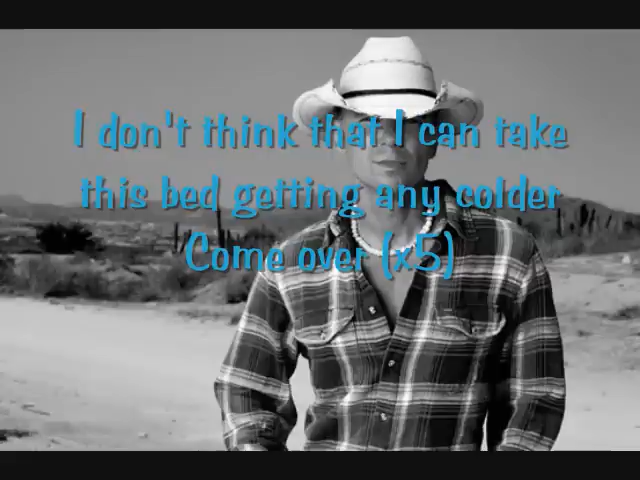 I don't think that I can take
this bed getting any colder
Come over (x5)